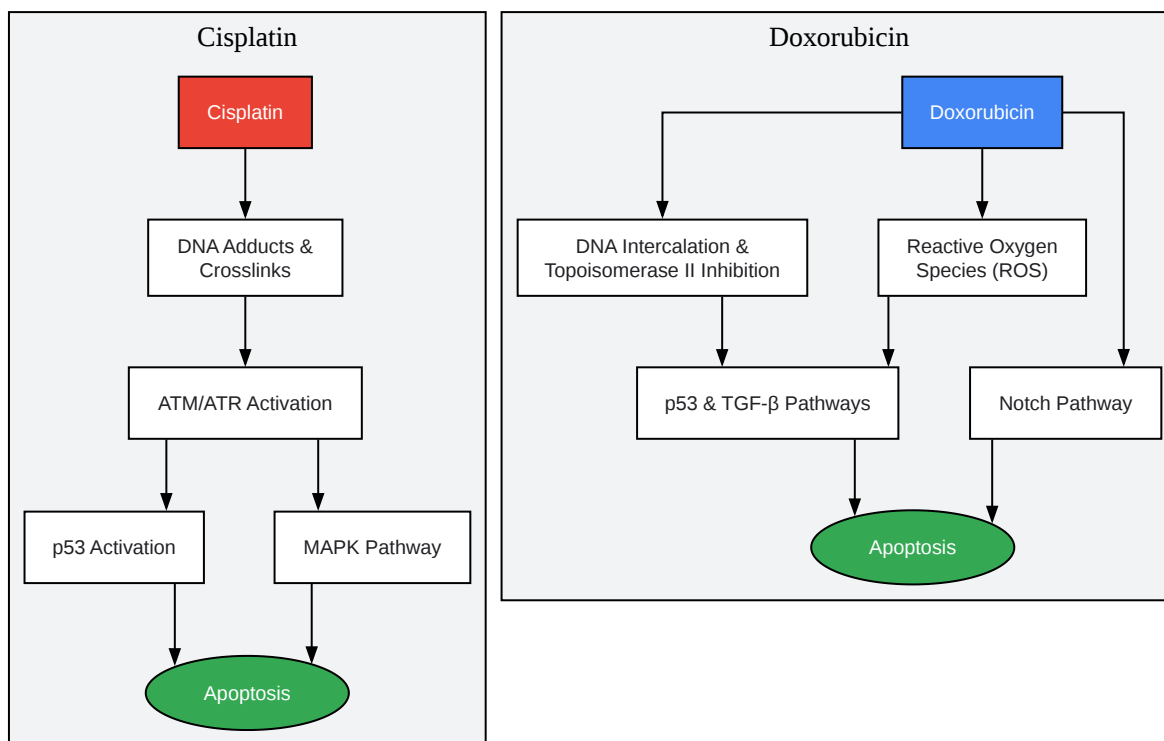 Cisplatin
Cisplatin
DNA Adducts &
Crosslinks
ATM/ATR Activation
p53 Activation
MAPK Pathway
Apoptosis
Doxorubicin
Doxorubicin
DNA Intercalation &
Topoisomerase II Inhibition
Reactive Oxygen
Species (ROS)
p53 & TGF-β Pathways
Notch Pathway
Apoptosis